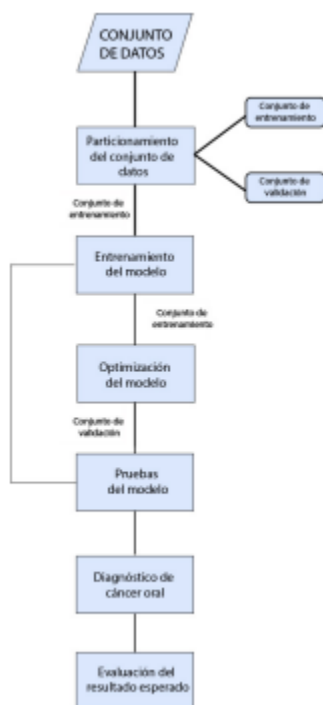 CONJUNTO
DE DATOS
Conjunto de
entrenamiento
Particionamiento
del conjunto de
datos
Conjunto de
validación
Conjunto de
entrenamiento
Entrenamiento
del modelo
Conjunto de
entrenamiento
Optimización
del modelo
Conjunto de
validación
Pruebas
del modelo
Diagnóstico de
cáncer oral
Evaluación del
resultado esperado